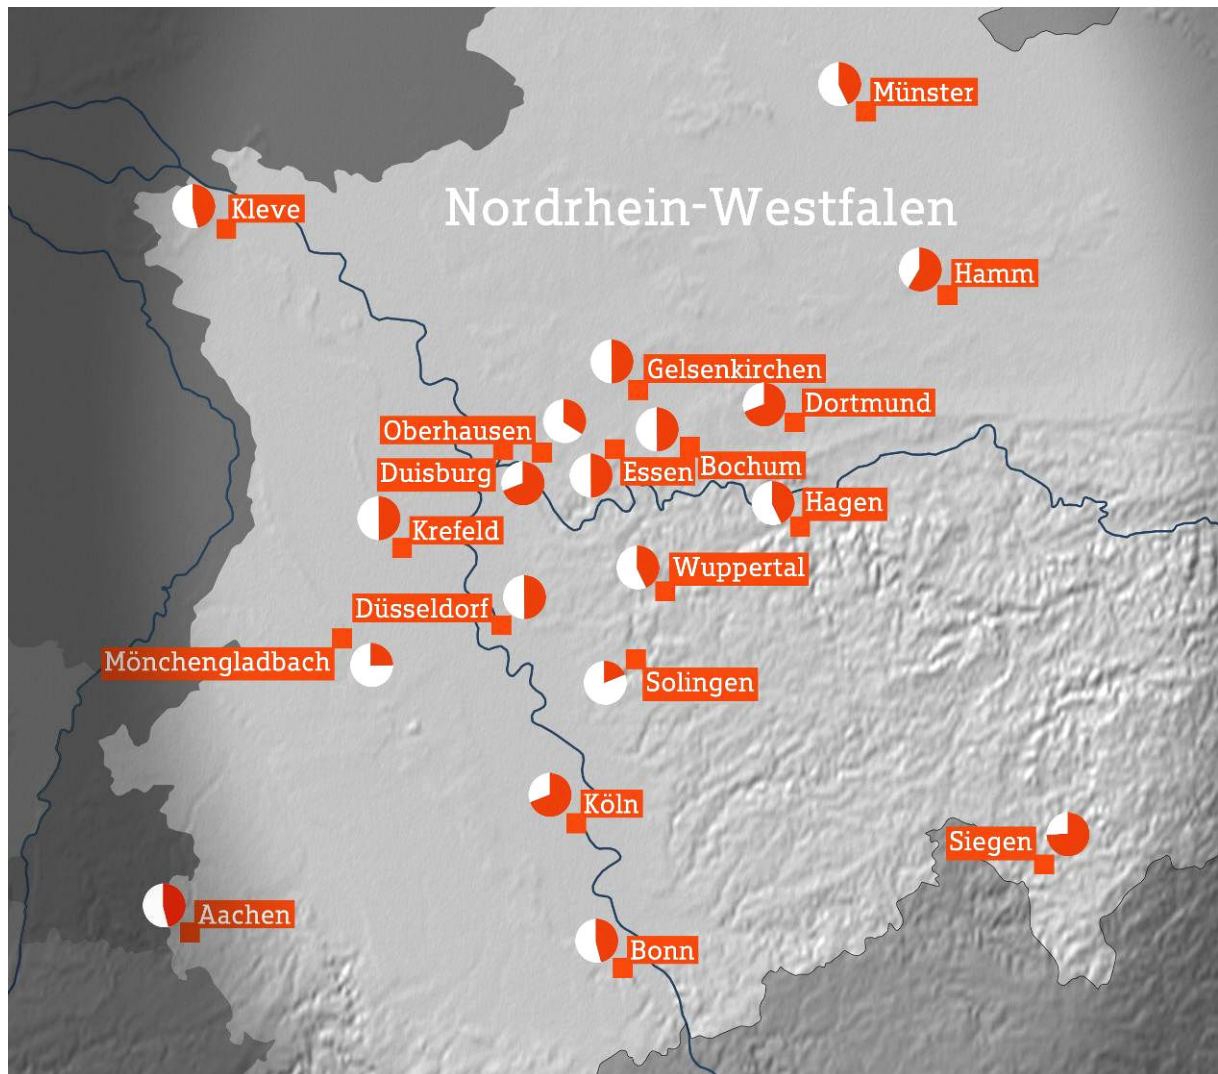 Münster
Kleve
Nordrhein-Westfalen
Hamm
Gelsenkirchen
Dortmund
Oberhausen
Duisburg
Essen
Bochum
Hagen
Krefeld
Wuppertal
Düsseldorf
Mönchengladbach
Solingen
Köln
Siegen
Aachen
Bonn